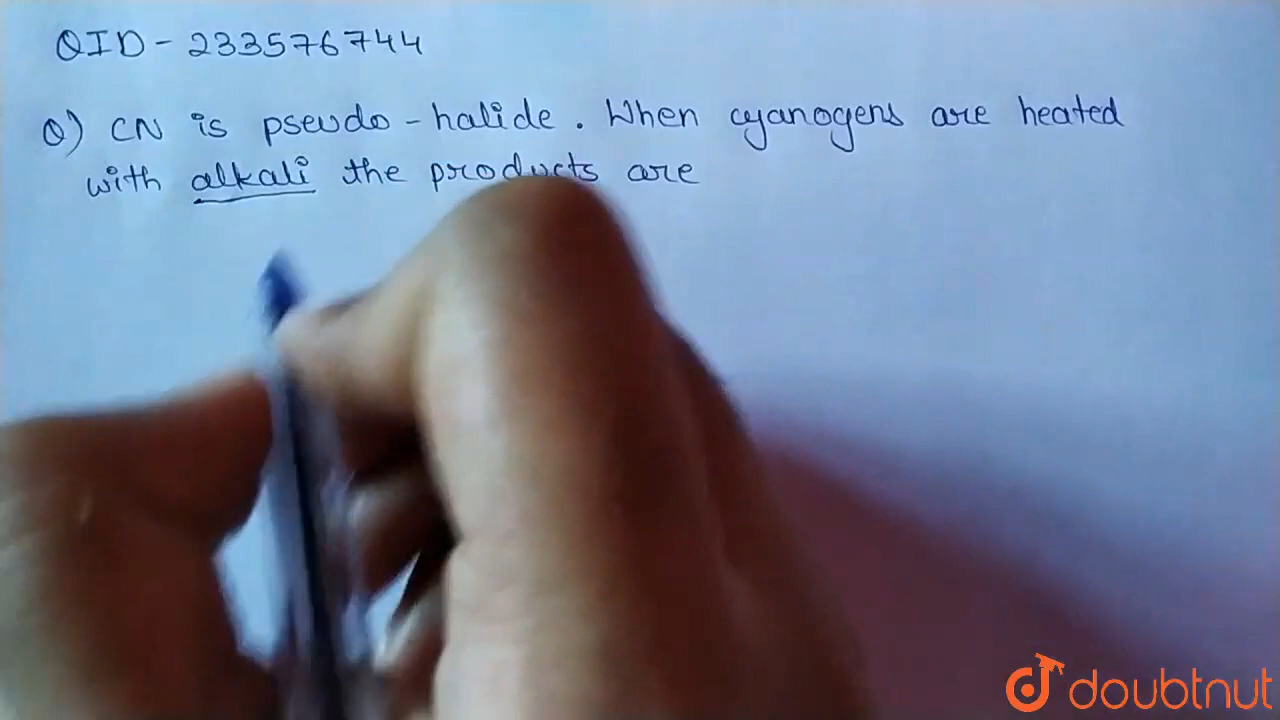 QID - 233576744
Q) CN is pseudo - halide . When cyanogens are heated
with alkali the products are
doubtnut